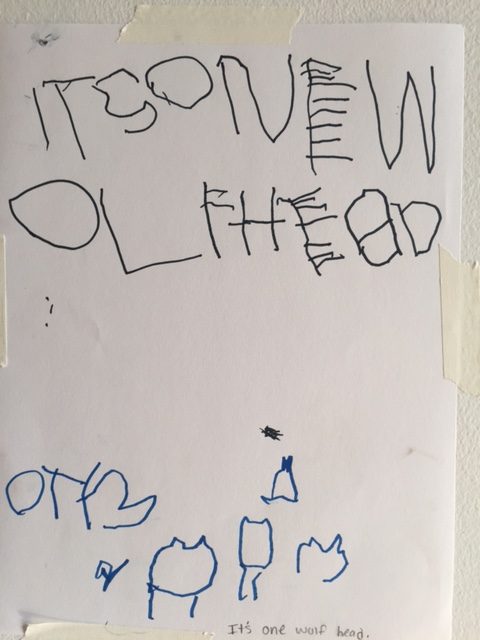 ITSONEW
OLFHEAD
It's one wolf head.